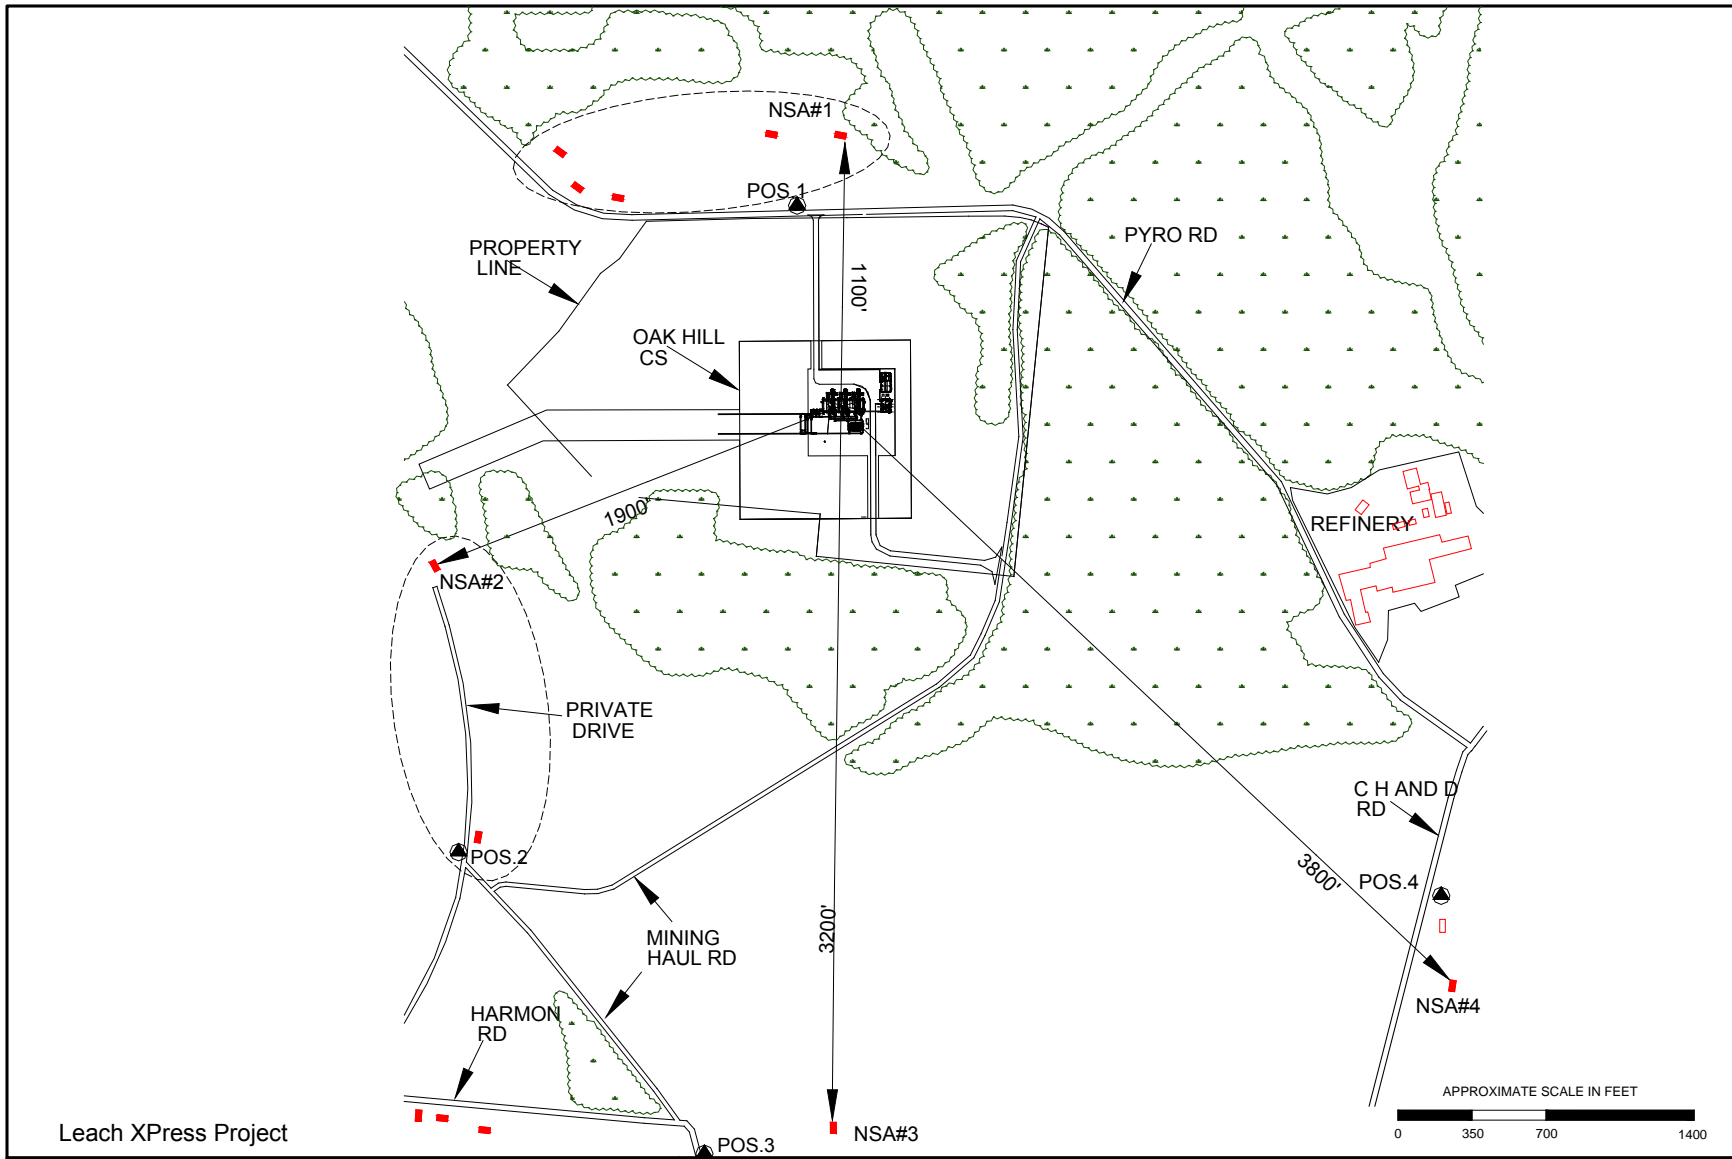 NSA#1
POS.1
PROPERTY
LINE
PYRO RD
1100'
OAK HILL
CS
1900'
REFINERY
NSA#2
PRIVATE
DRIVE
C H AND D
RD
POS.2
3800'
POS.4
3200'
MINING
HAUL RD
NSA#4
HARMON
RD
APPROXIMATE SCALE IN FEET
0 350 700 1400
Leach XPress Project
NSA#3
POS.3